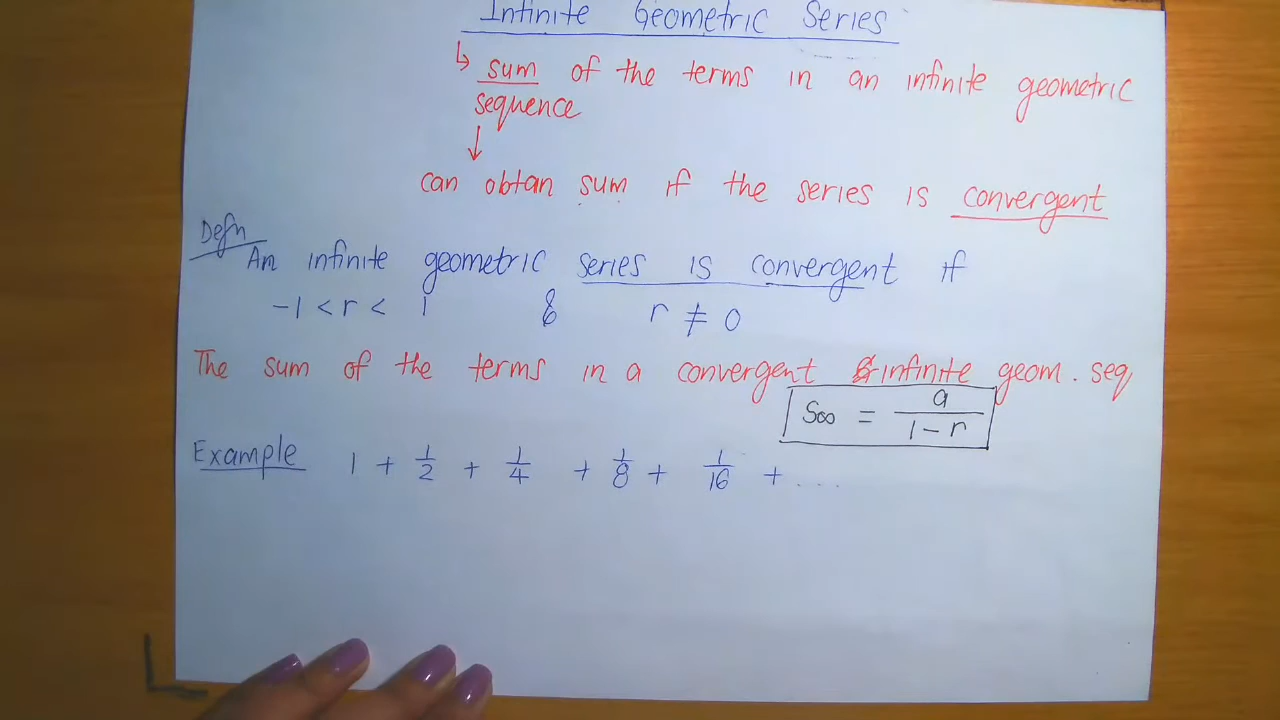 Infinite Geometric Series
↳ sum of the terms in an infinite geometric
sequence
↓
can obtan sum if the series is convergent
Defn
An infinite geometric series is convergent if
-1 < r < 1 & r ≠ 0
The sum of the terms in a convergent infinite geom. seq
S∞ = a/(1-r)
Example 1 + 1/2 + 1/4 + 1/8 + 1/16 + ....